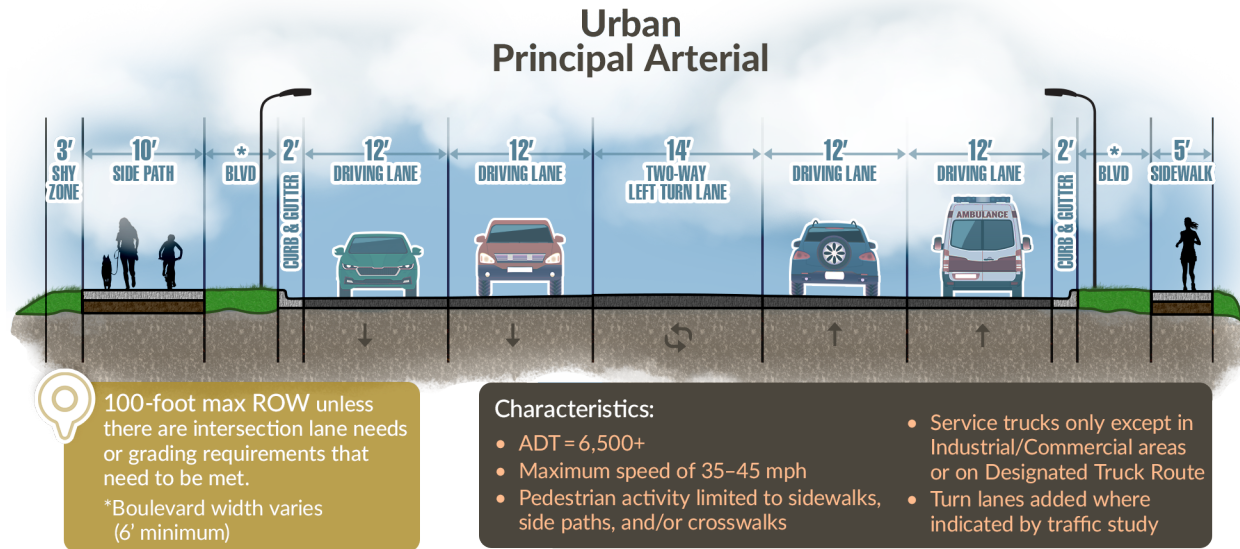 Urban
Principal Arterial
3'
SHY
ZONE
10'
SIDE PATH
*
BLVD
2'
CURB & GUTTER
12'
DRIVING LANE
12'
DRIVING LANE
14'
TWO-WAY
LEFT TURN LANE
12'
DRIVING LANE
12'
DRIVING LANE
2'
CURB & GUTTER
*
BLVD
5'
SIDEWALK
AMBULANCE
100-foot max ROW unless
there are intersection lane needs
or grading requirements that
need to be met.
*Boulevard width varies
(6' minimum)
Characteristics:
• ADT = 6,500+
• Maximum speed of 35–45 mph
• Pedestrian activity limited to sidewalks,
side paths, and/or crosswalks
• Service trucks only except in
Industrial/Commercial areas
or on Designated Truck Route
• Turn lanes added where
indicated by traffic study